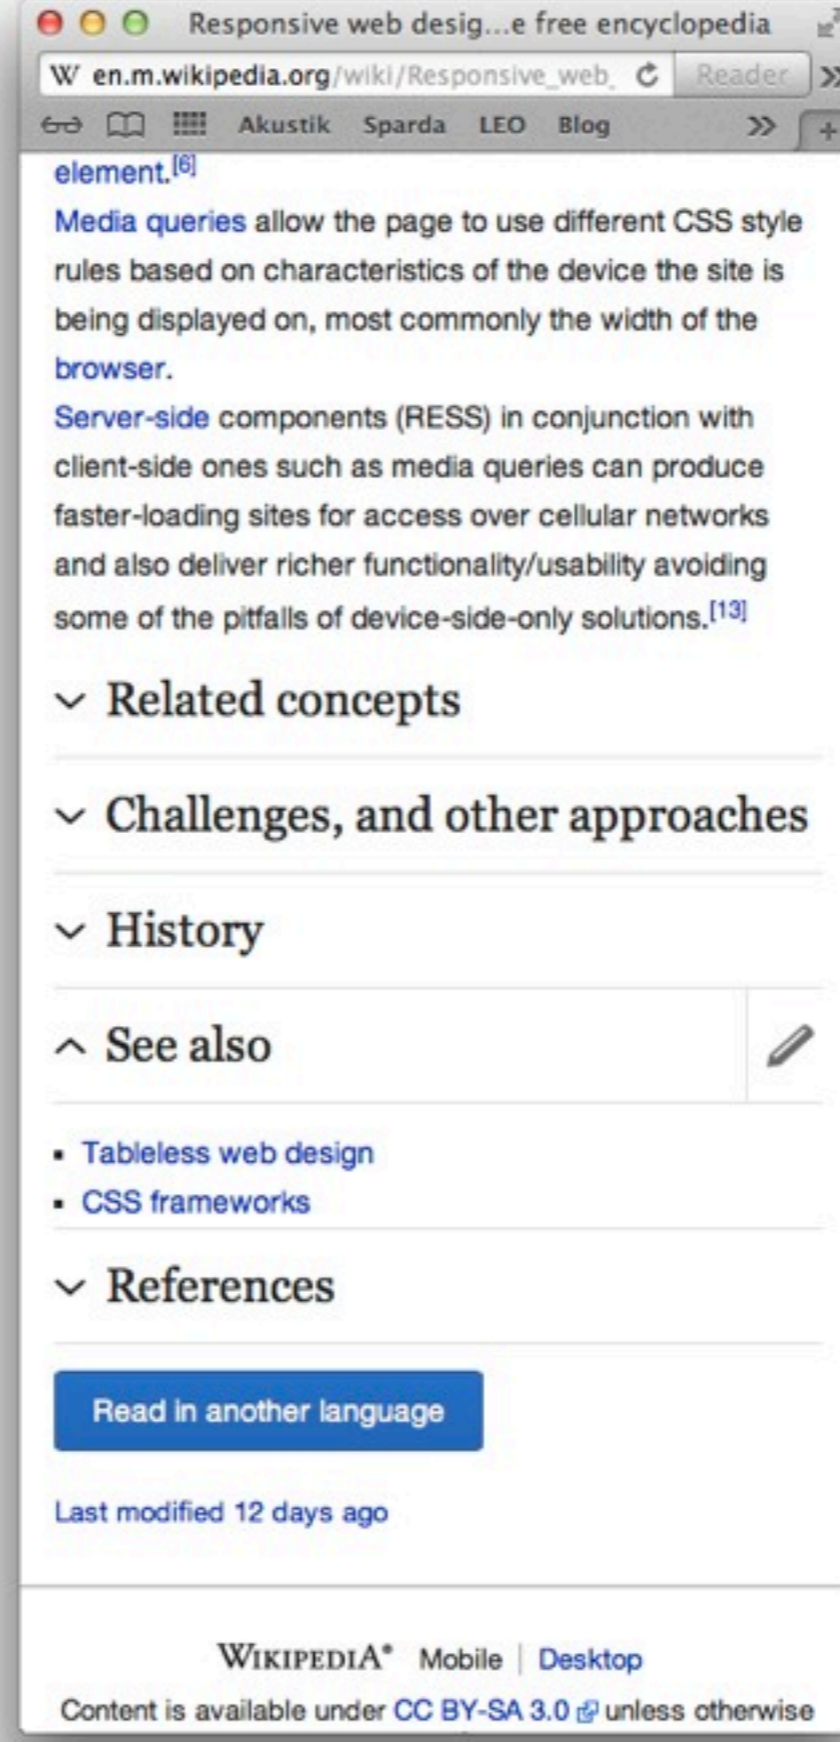 Responsive web desig...e free encyclopedia
W en.m.wikipedia.org/wiki/Responsive_web_ Reader »
Akustik Sparda LEO Blog » +
element.[6]
Media queries allow the page to use different CSS style
rules based on characteristics of the device the site is
being displayed on, most commonly the width of the
browser.
Server-side components (RESS) in conjunction with
client-side ones such as media queries can produce
faster-loading sites for access over cellular networks
and also deliver richer functionality/usability avoiding
some of the pitfalls of device-side-only solutions.[13]
Related concepts
Challenges, and other approaches
History
See also
Tableless web design
CSS frameworks
References
Read in another language
Last modified 12 days ago
WIKIPEDIA® Mobile | Desktop
Content is available under CC BY-SA 3.0 unless otherwise